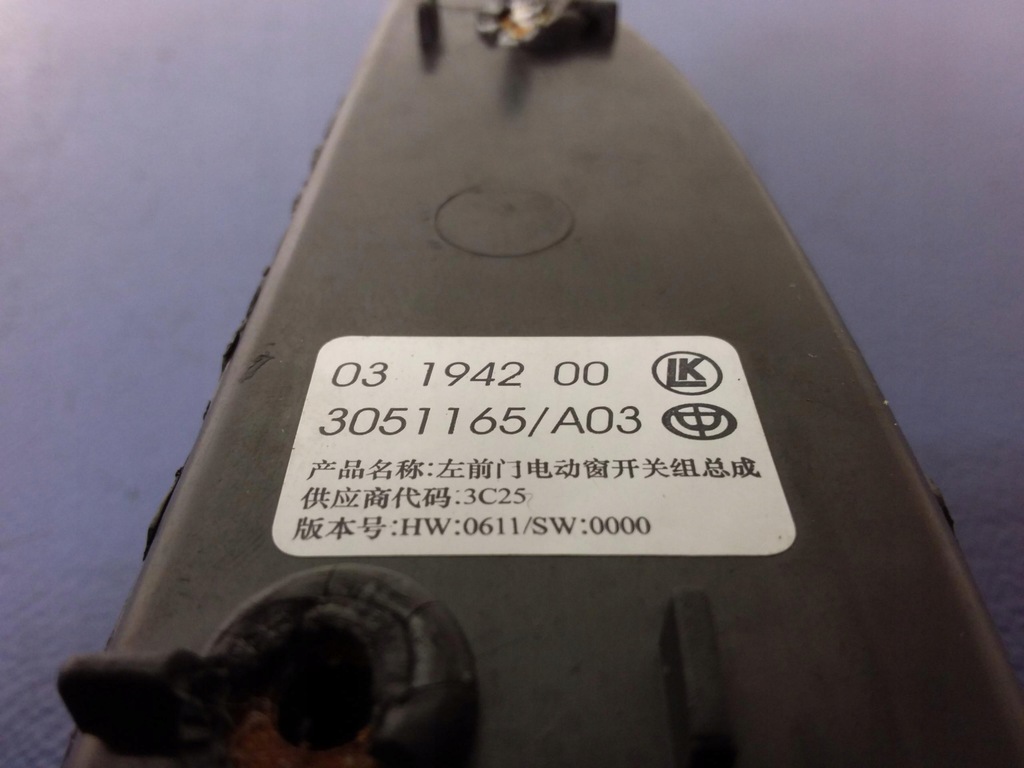 03 1942 00 LK
3051165/A03
产品名称:左前门电动窗开关组总成
供应商代码:3C25
版本号:HW:0611/SW:0000